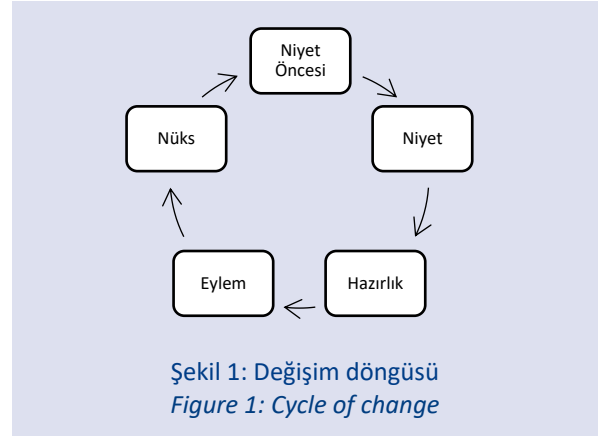 Niyet
Öncesi
Niyet
Hazırlık
Eylem
Nüks
Şekil 1: Değişim döngüsü
Figure 1: Cycle of change